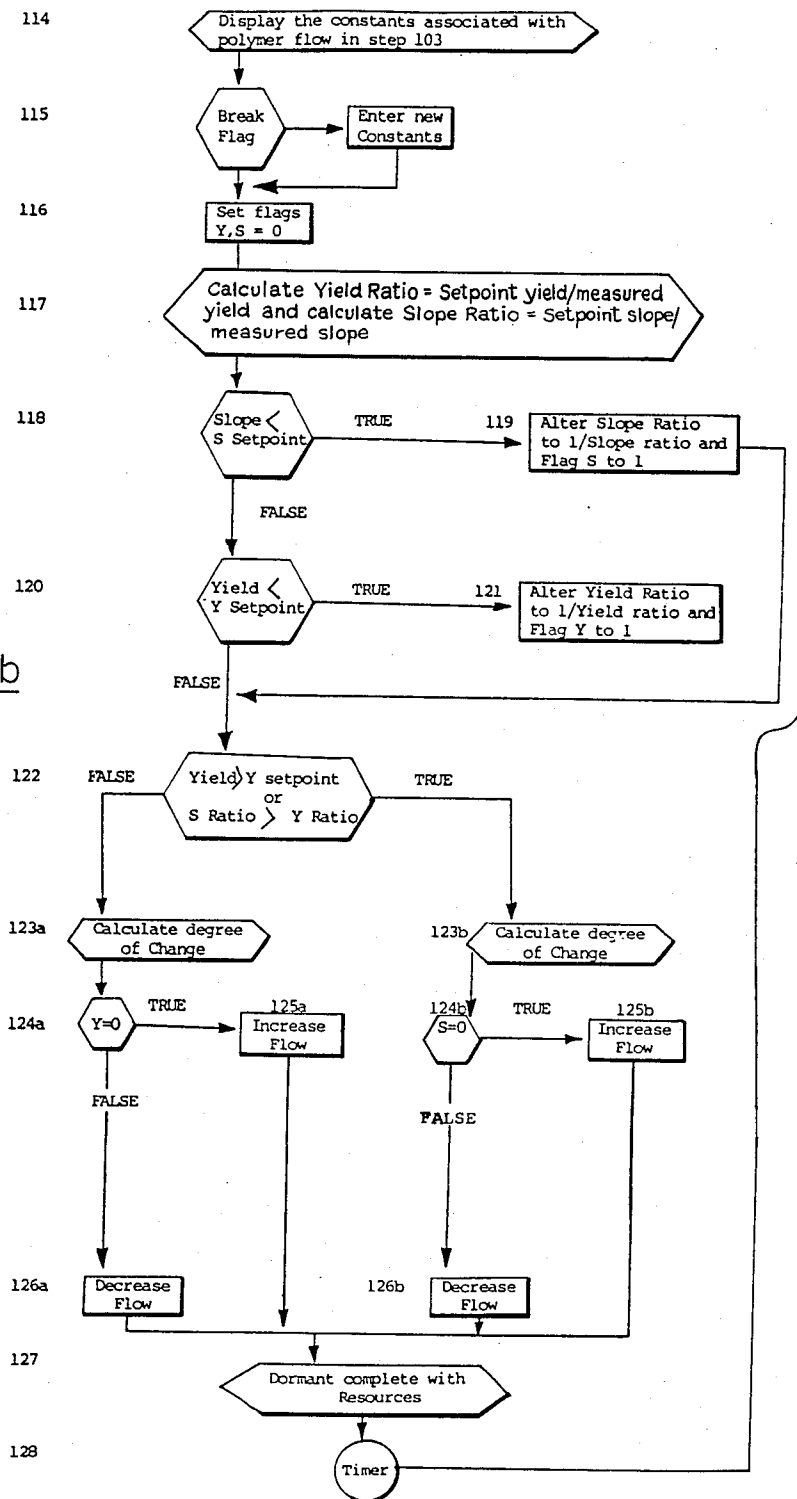 114
Display the constants associated with
polymer flow in step 103
115
Break
Flag
Enter new
Constants
116
Set flags
Y,S = 0
117
Calculate Yield Ratio = Setpoint yield/measured
yield and calculate Slope Ratio = Setpoint slope/
measured slope
118
Slope <
S Setpoint
TRUE
119
Alter Slope Ratio
to 1/Slope ratio and
Flag S to 1
FALSE
120
Yield <
Y Setpoint
TRUE
121
Alter Yield Ratio
to 1/Yield ratio and
Flag Y to 1
b
FALSE
122
FALSE
Yield > Y setpoint
or
S Ratio > Y Ratio
TRUE
123a
Calculate degree
of Change
123b
Calculate degree
of Change
124a
Y=0
TRUE
125a
Increase
Flow
124b
S=0
TRUE
125b
Increase
Flow
FALSE
FALSE
126a
Decrease
Flow
126b
Decrease
Flow
127
Dormant complete with
Resources
128
Timer